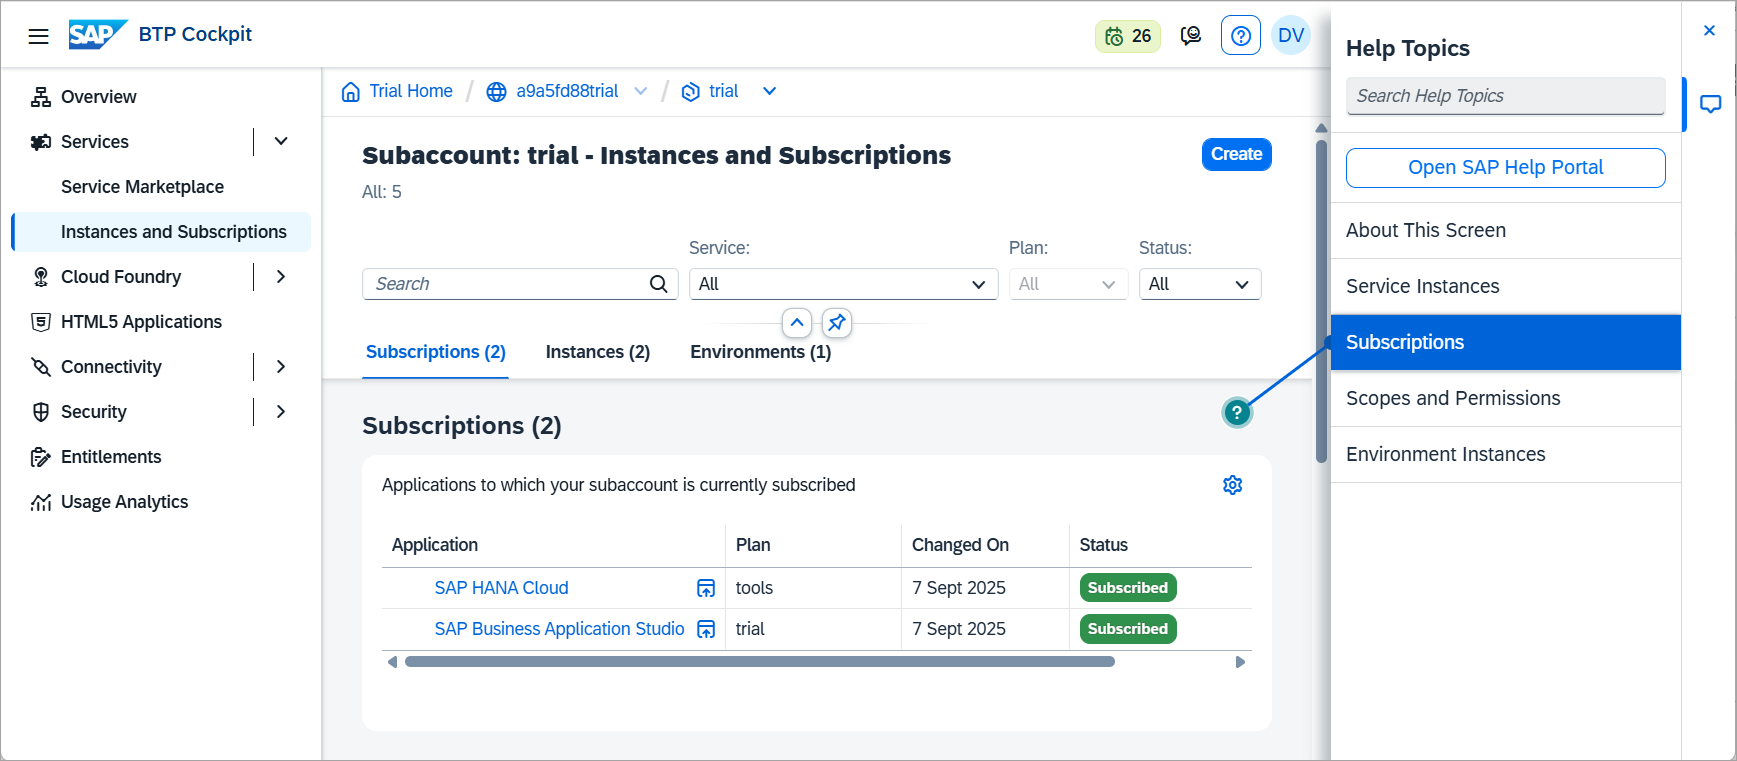 SAP BTP Cockpit
26
DV
Overview
Services
Service Marketplace
Instances and Subscriptions
Cloud Foundry
HTML5 Applications
Connectivity
Security
Entitlements
Usage Analytics
Trial Home / a9a5fd88trial / trial
Subaccount: trial - Instances and Subscriptions
Create
All: 5
Service: Plan: Status:
Search All All All
Subscriptions (2) Instances (2) Environments (1)
Subscriptions (2)
?
Applications to which your subaccount is currently subscribed
Application Plan Changed On Status
SAP HANA Cloud tools 7 Sept 2025 Subscribed
SAP Business Application Studio trial 7 Sept 2025 Subscribed
Help Topics
Search Help Topics
Open SAP Help Portal
About This Screen
Service Instances
Subscriptions
Scopes and Permissions
Environment Instances